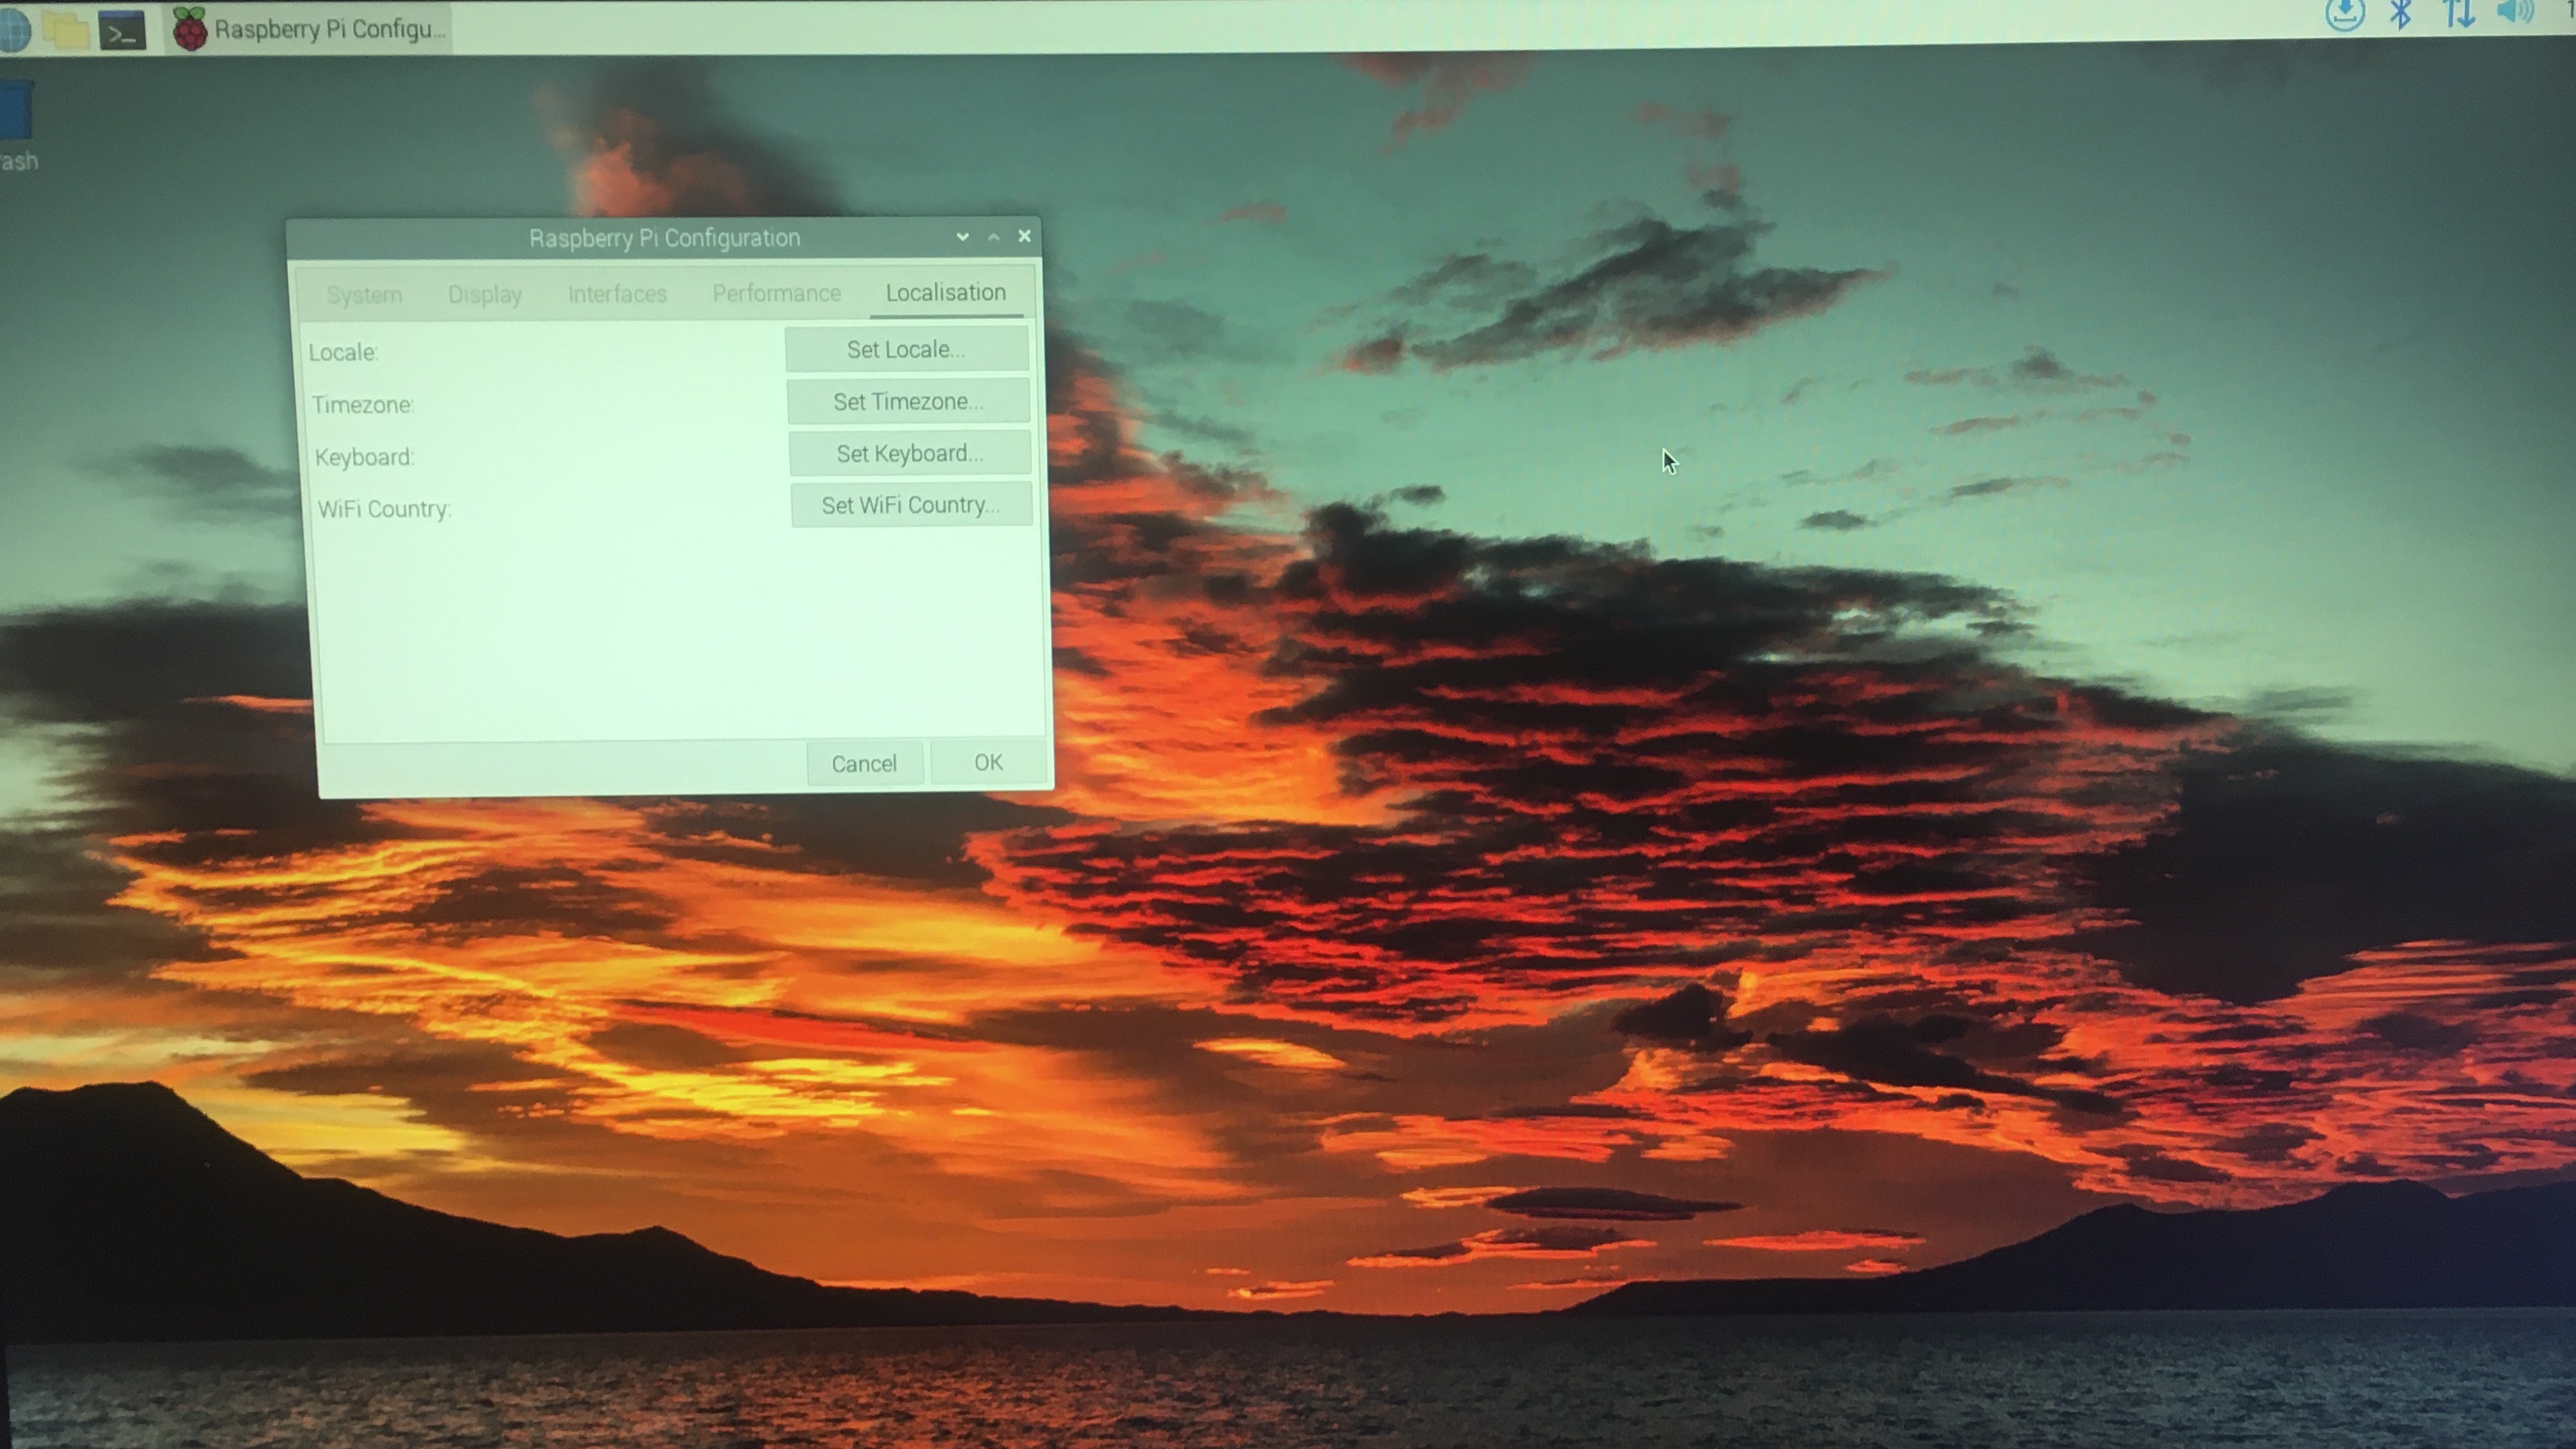 Raspberry Pi Configu...
ash
Raspberry Pi Configuration
System Display Interfaces Performance Localisation
Locale: Set Locale...
Timezone: Set Timezone...
Keyboard: Set Keyboard...
WiFi Country: Set WiFi Country...
Cancel OK